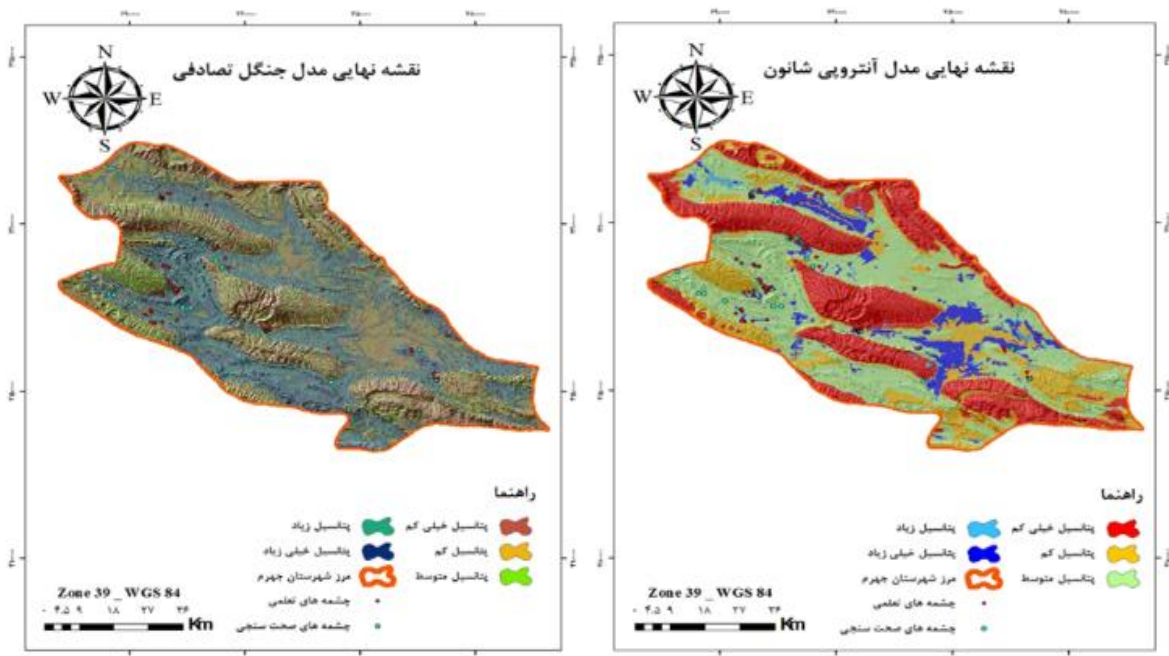 نقشه نهایی مدل جنگل تصادفی
N
W E
S
راهنما
پتانسیل خیلی کم
پتانسیل زیاد
پتانسیل کم
پتانسیل خیلی زیاد
پتانسیل متوسط
مرز شهرستان جهرم
چشمه های تعلمی
چشمه های صحت سنجی
Zone 39 _ WGS 84
۰ ۴.۵ ۹ ۱۸ ۲۷ ۳۶
Km
نقشه نهایی مدل آنتروپی شانون
N
W E
S
راهنما
پتانسیل خیلی کم
پتانسیل زیاد
پتانسیل کم
پتانسیل خیلی زیاد
پتانسیل متوسط
مرز شهرستان جهرم
چشمه های تعلمی
چشمه های صحت سنجی
Zone 39 _ WGS 84
۰ ۴.۵ ۹ ۱۸ ۲۷ ۳۶
Km